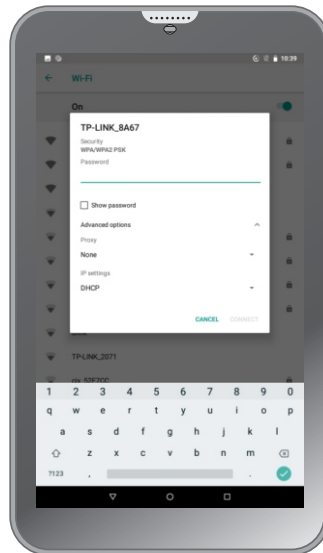 10:39
Wi-Fi
On
TP-LINK_8A67
Security
WPA/WPA2 PSK
Password
Show password
Advanced options
Proxy
None
IP settings
DHCP
CANCEL CONNECT
TP-LINK_2071
1 2 3 4 5 6 7 8 9 0
q w e r t y u i o p
a s d f g h j k l
z x c v b n m
?123 , .